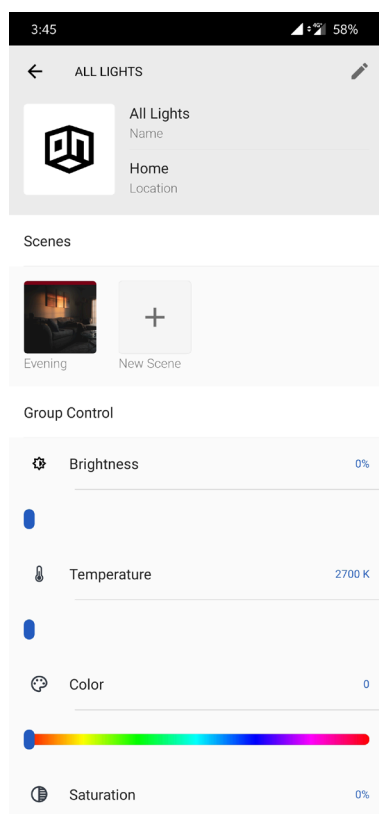 3:45
4G
58%
ALL LIGHTS
All Lights
Name
Home
Location
Scenes
Evening
New Scene
Group Control
Brightness 0%
Temperature 2700 K
Color 0
Saturation 0%